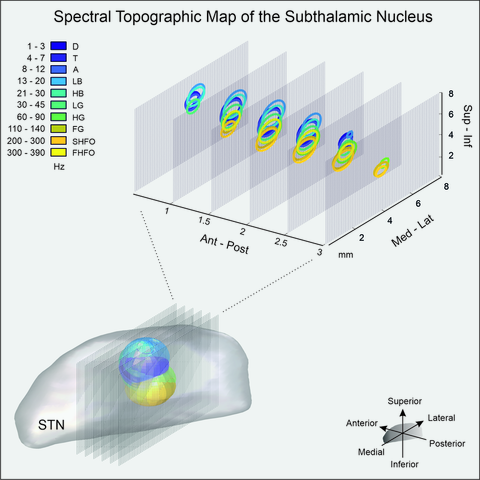 Spectral Topographic Map of the Subthalamic Nucleus
1 - 3 D
4 - 7 T
8 - 12 A
13 - 20 LB
21 - 30 HB
30 - 45 LG
60 - 90 HG
110 - 140 FG
200 - 300 SHFO
300 - 390 FHFO
Hz
8
6
4
2
Sup - Inf
1
1.5
2
2.5
3
Ant - Post
mm
2
4
6
8
Med - Lat
STN
Superior
Anterior
Lateral
Medial
Posterior
Inferior